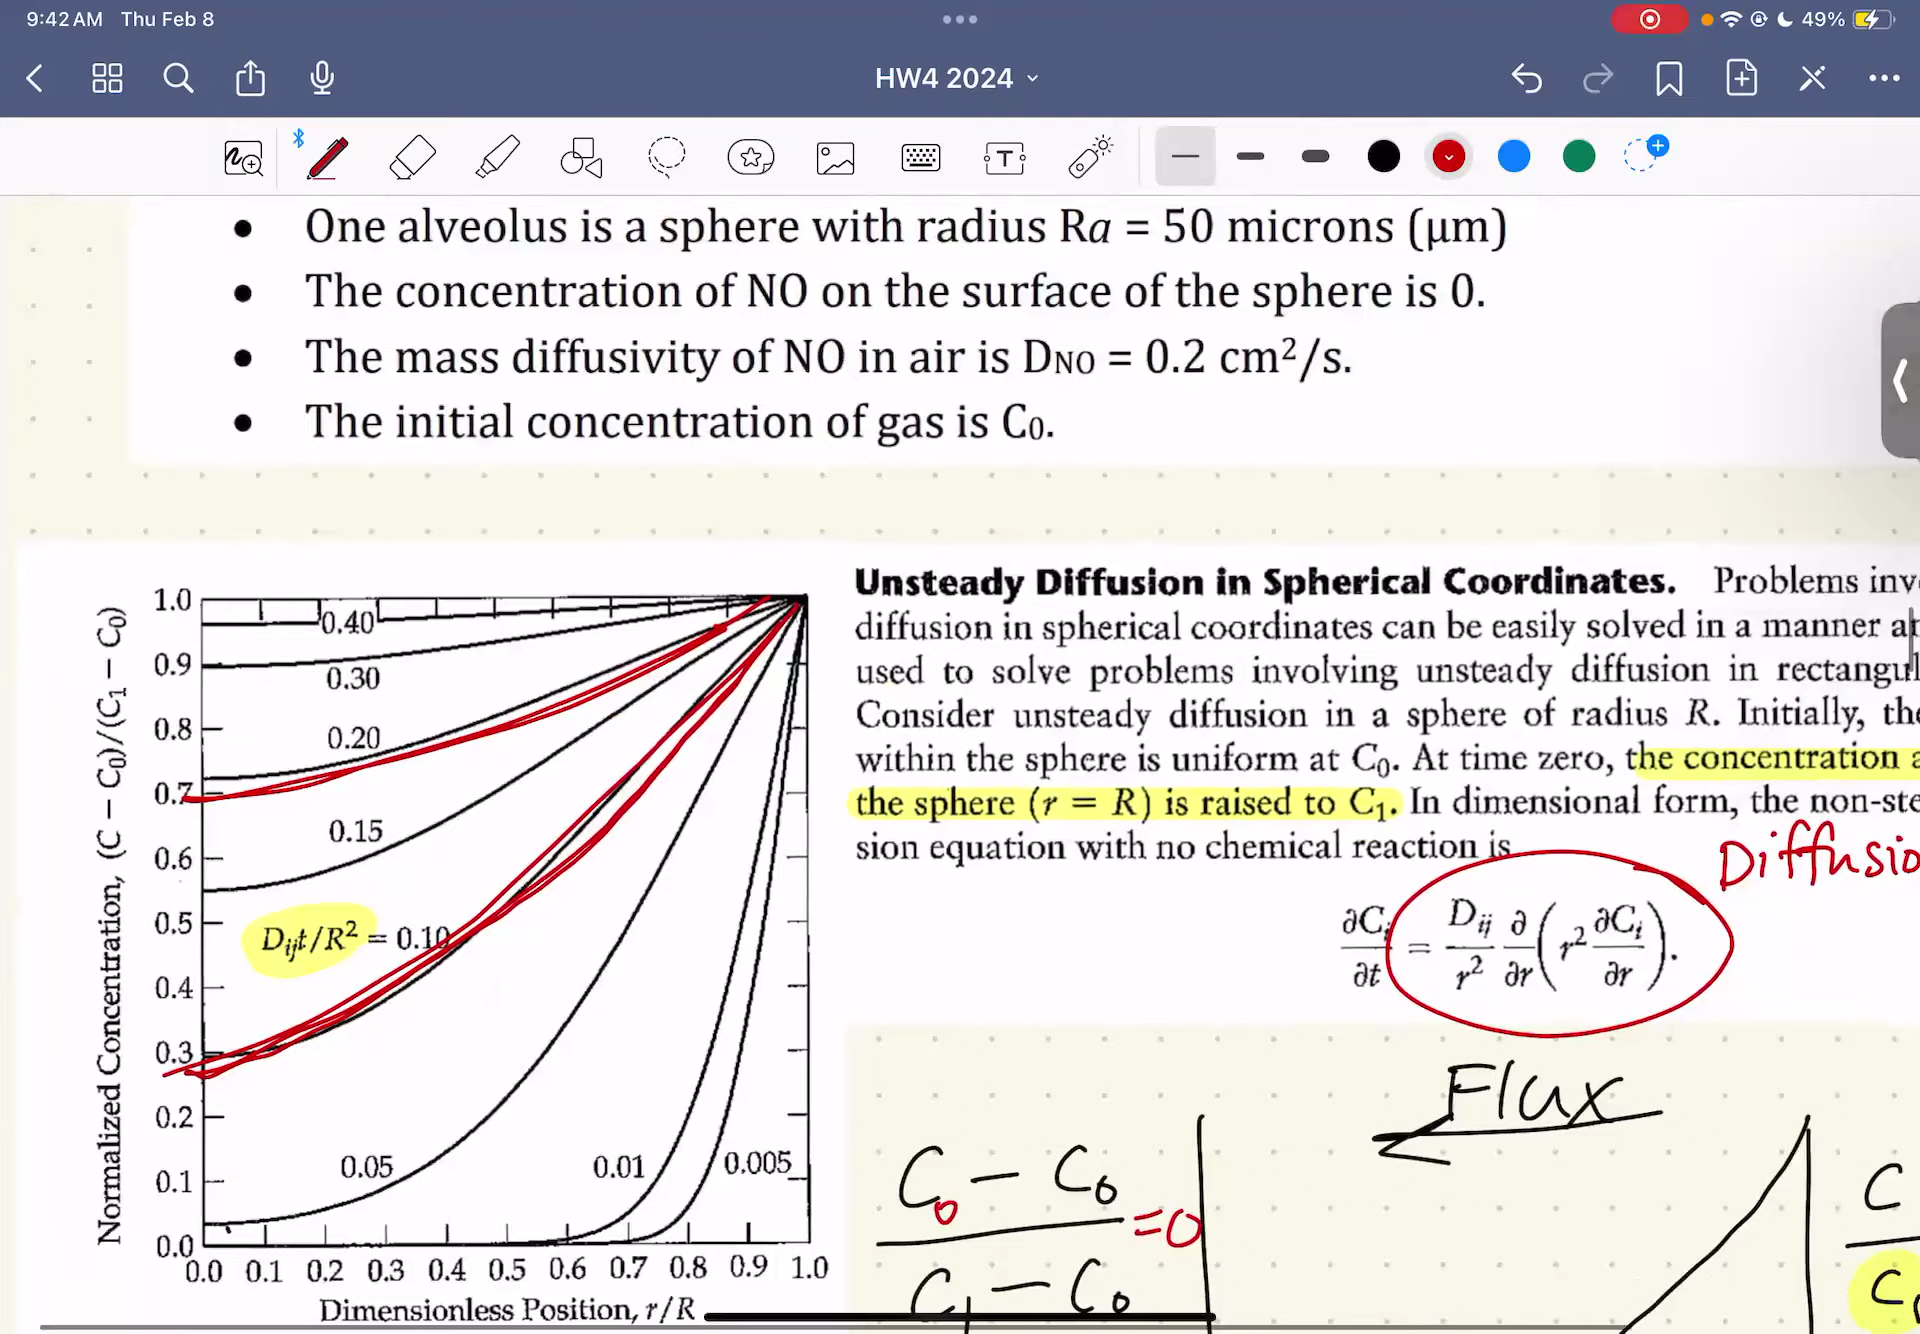 9:42 AM Thu Feb 8
49%
HW4 2024
T
• One alveolus is a sphere with radius Ra = 50 microns (μm)
• The concentration of NO on the surface of the sphere is 0.
• The mass diffusivity of NO in air is DNO = 0.2 cm²/s.
• The initial concentration of gas is C₀.
Normalized Concentration, (C − C₀)/(C₁ − C₀)
1.0
0.9
0.8
0.7
0.6
0.5
0.4
0.3
0.2
0.1
0.0
0.40
0.30
0.20
0.15
Dᵢⱼt/R² = 0.10
0.05
0.01
0.005
0.0 0.1 0.2 0.3 0.4 0.5 0.6 0.7 0.8 0.9 1.0
Dimensionless Position, r/R
Unsteady Diffusion in Spherical Coordinates. Problems inv
diffusion in spherical coordinates can be easily solved in a manner
used to solve problems involving unsteady diffusion in rectangul
Consider unsteady diffusion in a sphere of radius R. Initially, the
within the sphere is uniform at C₀. At time zero, the concentration a
the sphere (r = R) is raised to C₁. In dimensional form, the non-ste
sion equation with no chemical reaction is
Diffusio
∂Cᵢ/∂t = Dᵢⱼ/r² ∂/∂r (r² ∂Cᵢ/∂r).
Flux
C₀ − C₀
= 0
C₁ − C₀
C
C